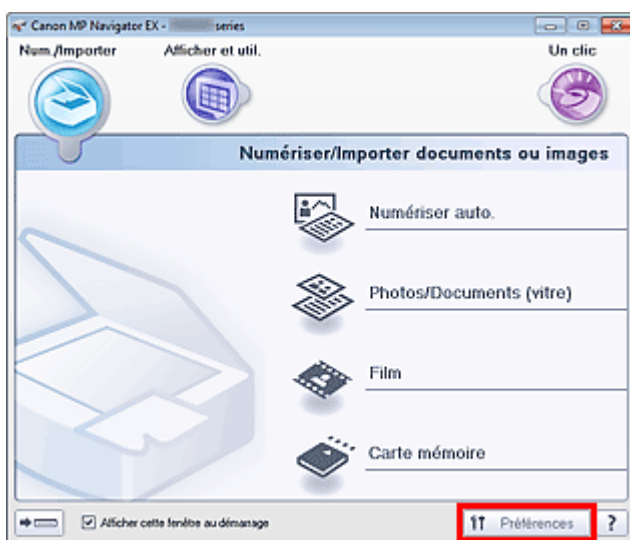 Canon MP Navigator EX - series
Num./Importer
Afficher et util.
Un clic
Numériser/Importer documents ou images
Numériser auto.
Photos/Documents (vitre)
Film
Carte mémoire
Afficher cette fenêtre au démarrage
Préférences
?